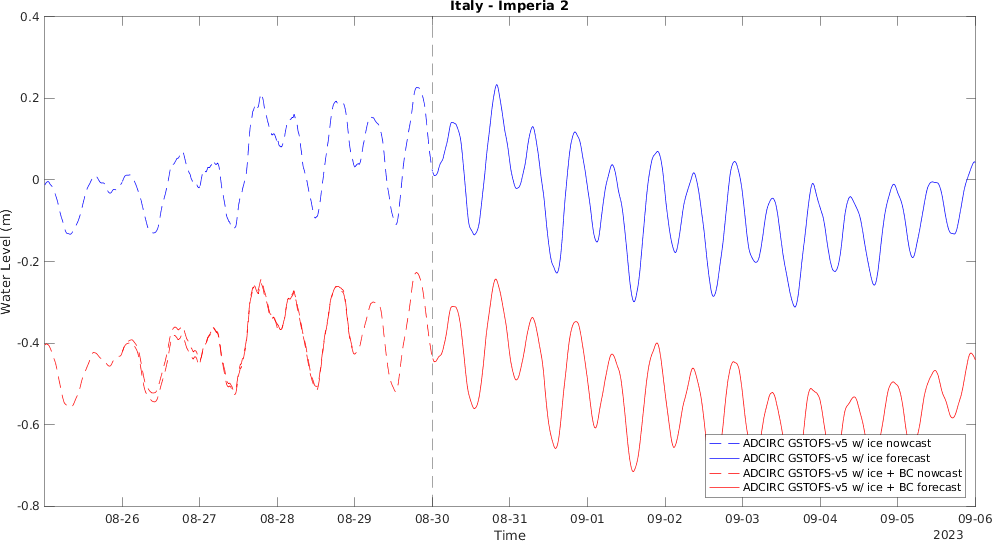 Italy - Imperia 2
Water Level (m)
0.4
0.2
0
-0.2
-0.4
-0.6
-0.8
ADCIRC GSTOFS-v5 w/ ice nowcast
ADCIRC GSTOFS-v5 w/ ice forecast
ADCIRC GSTOFS-v5 w/ ice + BC nowcast
ADCIRC GSTOFS-v5 w/ ice + BC forecast
08-26 08-27 08-28 08-29 08-30 08-31 09-01 09-02 09-03 09-04 09-05 09-06
Time
2023